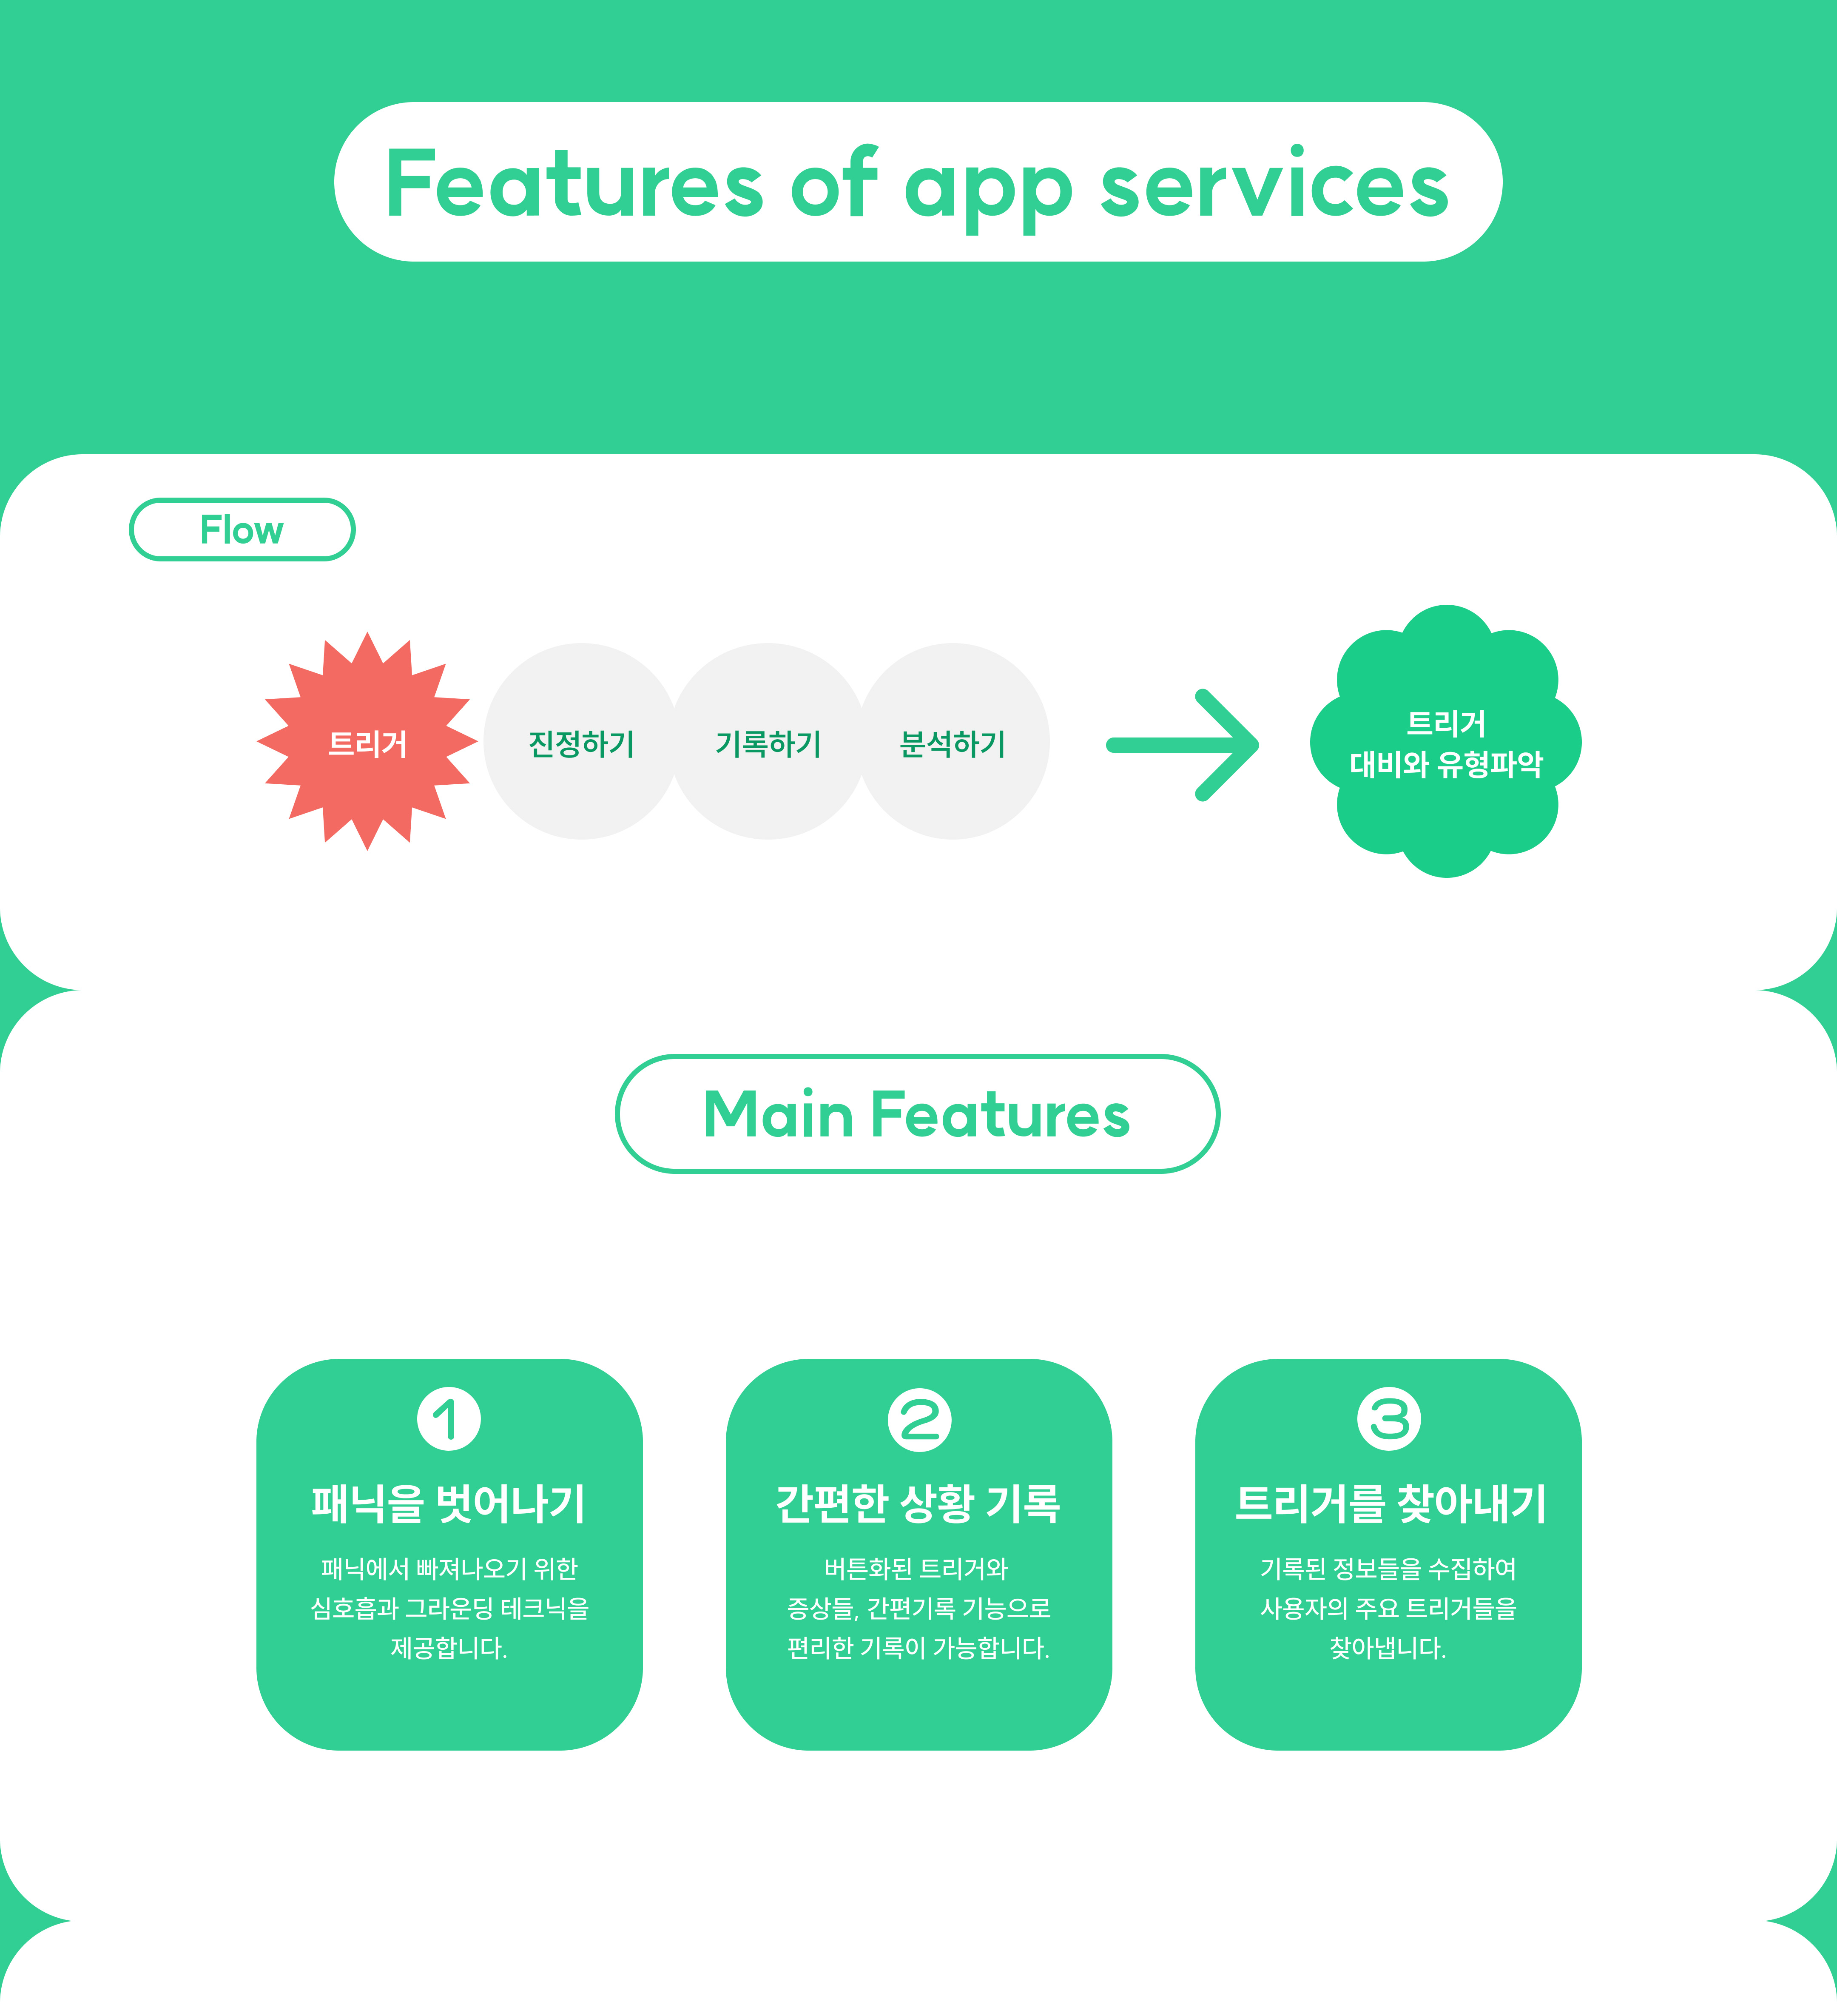 Features of app services
Flow
트리거
진정하기
기록하기
분석하기
트리거
대비와 유형파악
Main Features
1
패닉을 벗어나기
패닉에서 빠져나오기 위한
심호흡과 그라운딩 테크닉을
제공합니다.
2
간편한 상황 기록
버튼화된 트리거와
증상들, 간편기록 기능으로
편리한 기록이 가능합니다.
3
트리거를 찾아내기
기록된 정보들을 수집하여
사용자의 주요 트리거들을
찾아냅니다.